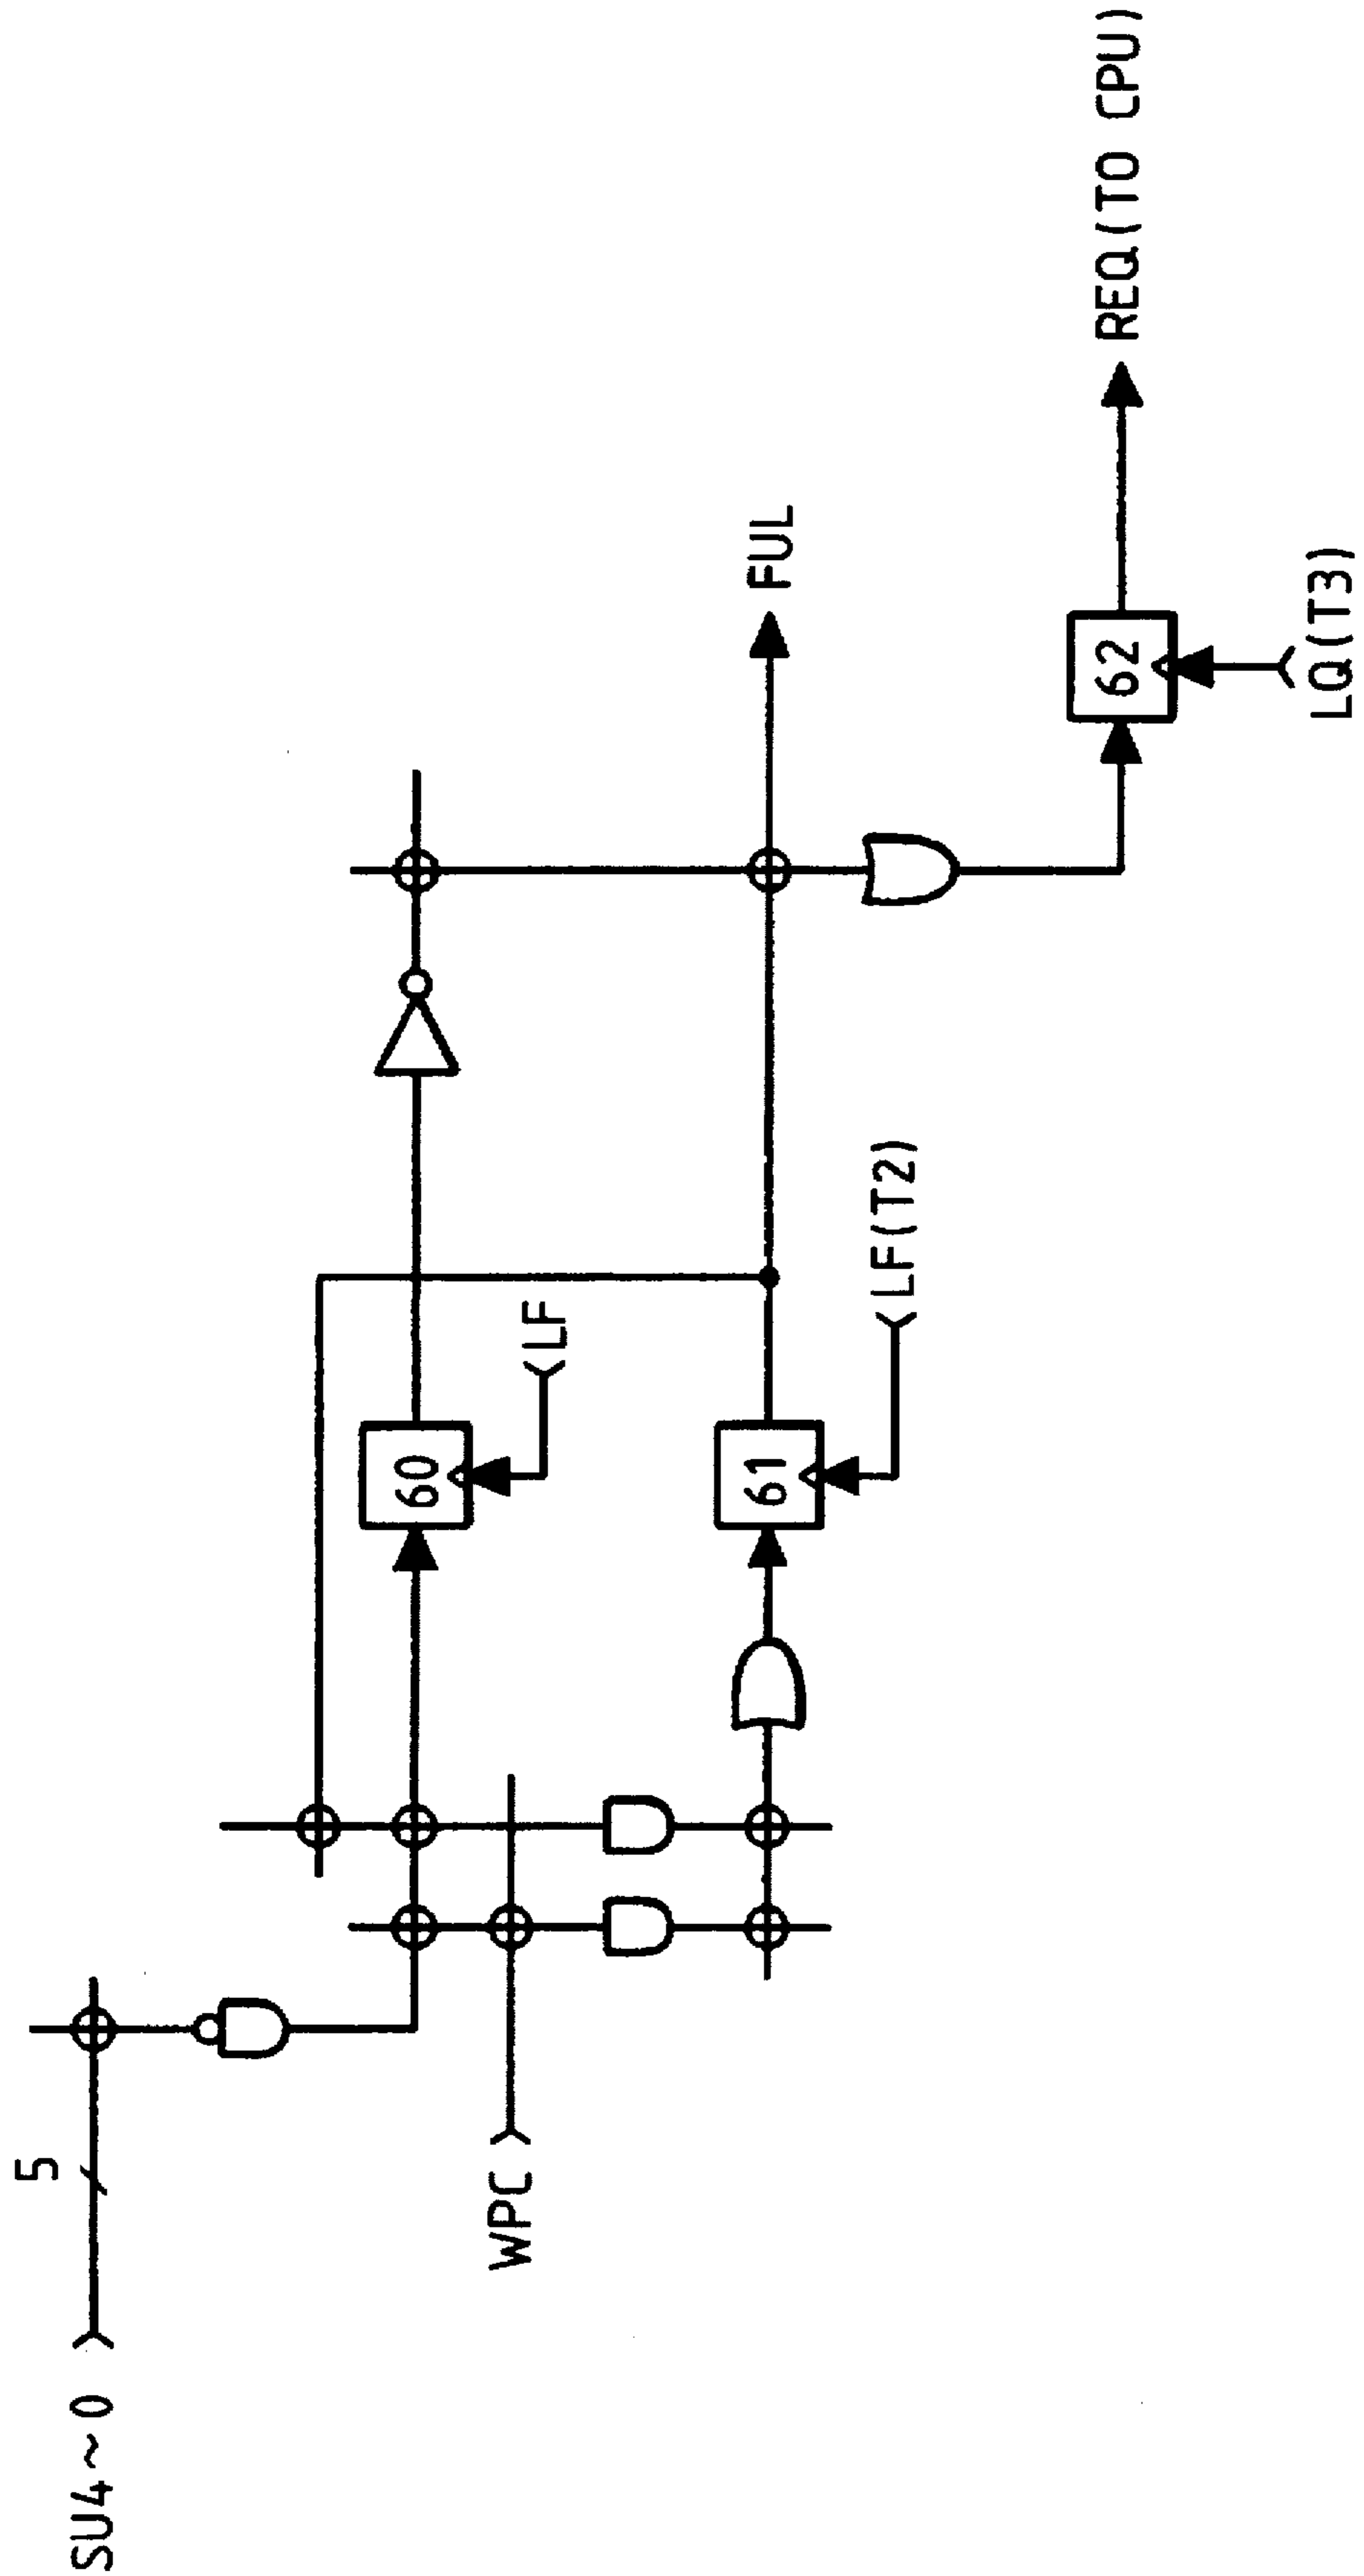 SU4~0
5
WPC
60
LF
61
LF(T2)
FUL
62
LQ(T3)
REQ(TO CPU)